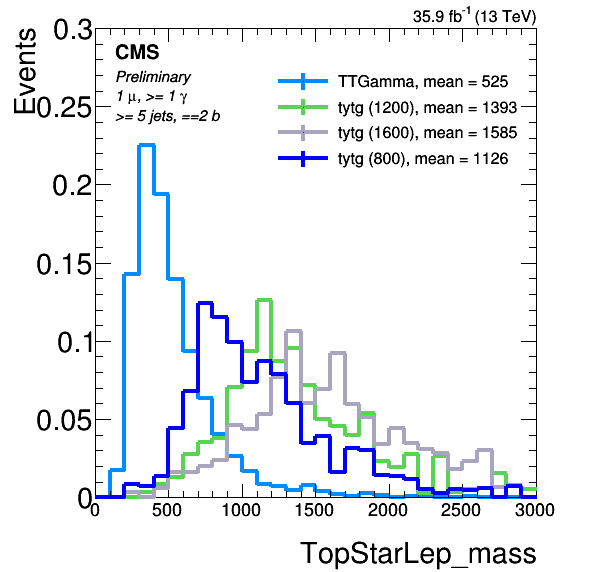 35.9 fb⁻¹ (13 TeV)
Events
0.3
0.25
0.2
0.15
0.1
0.05
0
CMS
Preliminary
1 μ, >= 1 γ
>= 5 jets, ==2 b
TTGamma, mean = 525
tytg (1200), mean = 1393
tytg (1600), mean = 1585
tytg (800), mean = 1126
0 500 1000 1500 2000 2500 3000
TopStarLep_mass